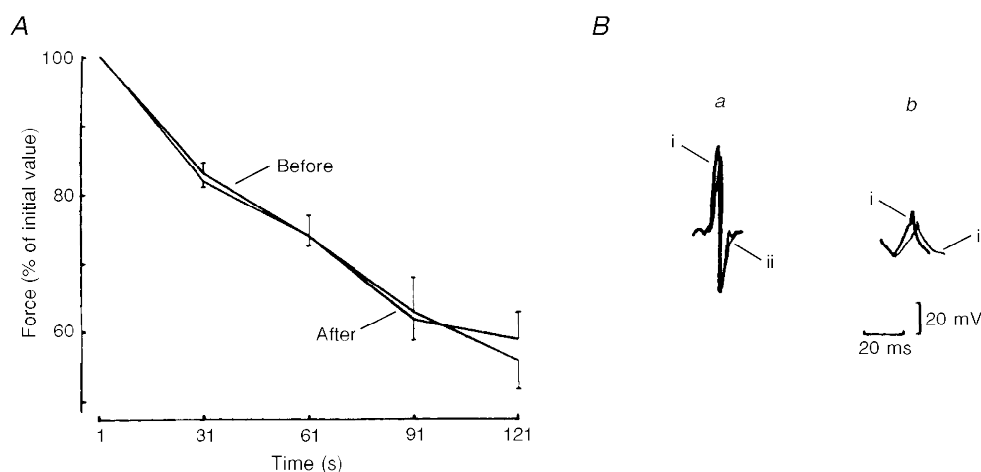 A
B
100
80
60
Force (% of initial value)
Before
After
1 31 61 91 121
Time (s)
a
b
i
ii
i
i
20 mV
20 ms